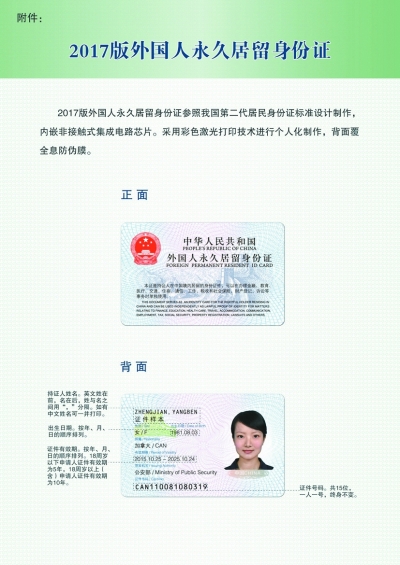 附件：
2017版外国人永久居留身份证
2017版外国人永久居留身份证参照我国第二代居民身份证标准设计制作，
内嵌非接触式集成电路芯片。采用彩色激光打印技术进行个人化制作，背面覆
全息防伪膜。
正 面
中华人民共和国
PEOPLE'S REPUBLIC OF CHINA
外国人永久居留身份证
FOREIGN PERMANENT RESIDENT ID CARD
背 面
持证人姓名。英文姓在
前，名在后，姓与名之
间用“，”分隔。如有
中文姓名可一并打印。
出生日期。按年、月、
日的顺序排列。
证件有效期。按年、月、
日的顺序排列。18周岁
以下申请人证件有效期
为5年，18周岁以上（
含）申请人证件有效期
为10年。
ZHENGJIAN, YANGBEN
证件样本
女 / F 1981.08.03
加拿大 / CAN
2015.10.25 - 2025.10.24
公安部 / Ministry of Public Security
CAN110081080319
证件号码。共15位，
一人一号，终身不变。